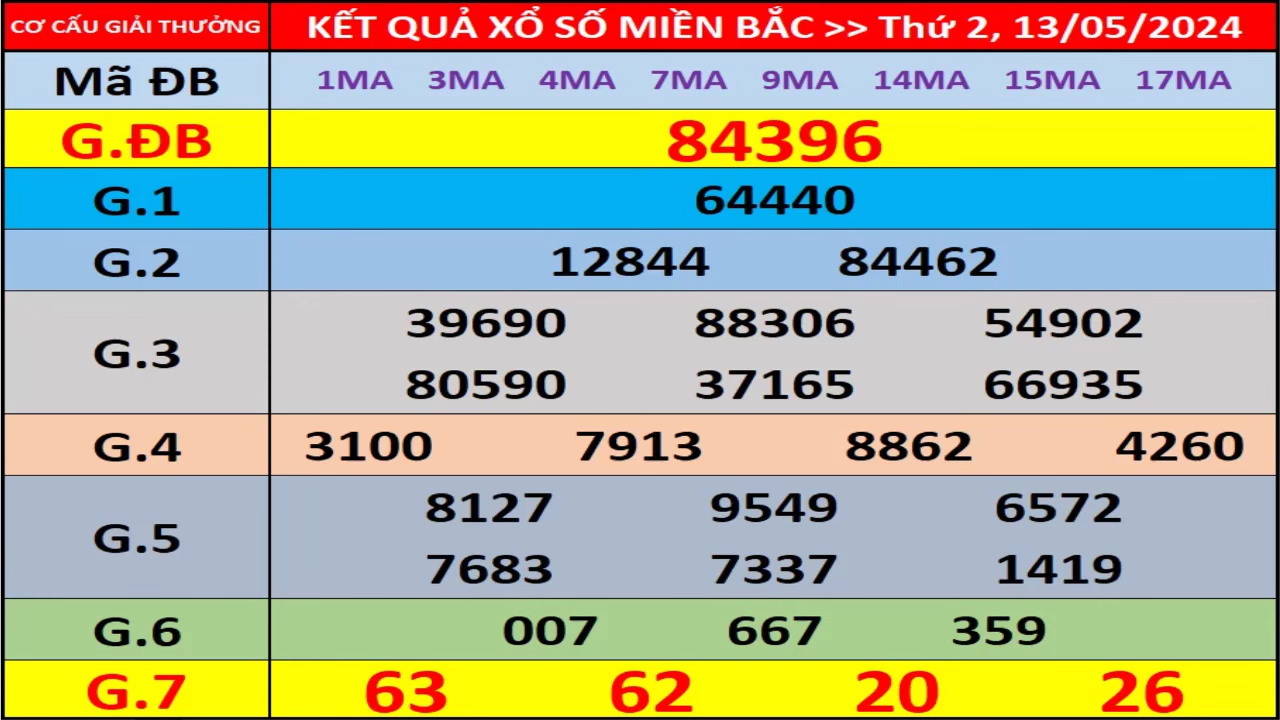 CƠ CẤU GIẢI THƯỞNG KẾT QUẢ XỔ SỐ MIỀN BẮC >> Thứ 2, 13/05/2024
Mã ĐB 1MA 3MA 4MA 7MA 9MA 14MA 15MA 17MA
G.ĐB 84396
G.1 64440
G.2 12844 84462
G.3
39690 88306 54902
80590 37165 66935
G.4 3100 7913 8862 4260
G.5
8127 9549 6572
7683 7337 1419
G.6 007 667 359
G.7 63 62 20 26